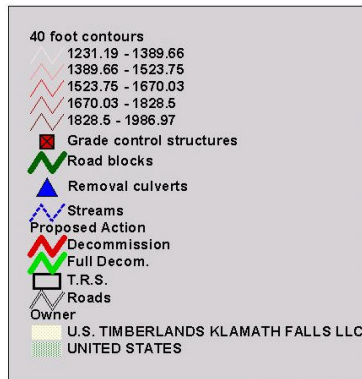 40 foot contours
1231.19 - 1389.66
1389.66 - 1523.75
1523.75 - 1670.03
1670.03 - 1828.5
1828.5 - 1986.97
Grade control structures
Road blocks
Removal culverts
Streams
Proposed Action
Decommission
Full Decom.
T.R.S.
Roads
Owner
U.S. TIMBERLANDS KLAMATH FALLS LLC
UNITED STATES